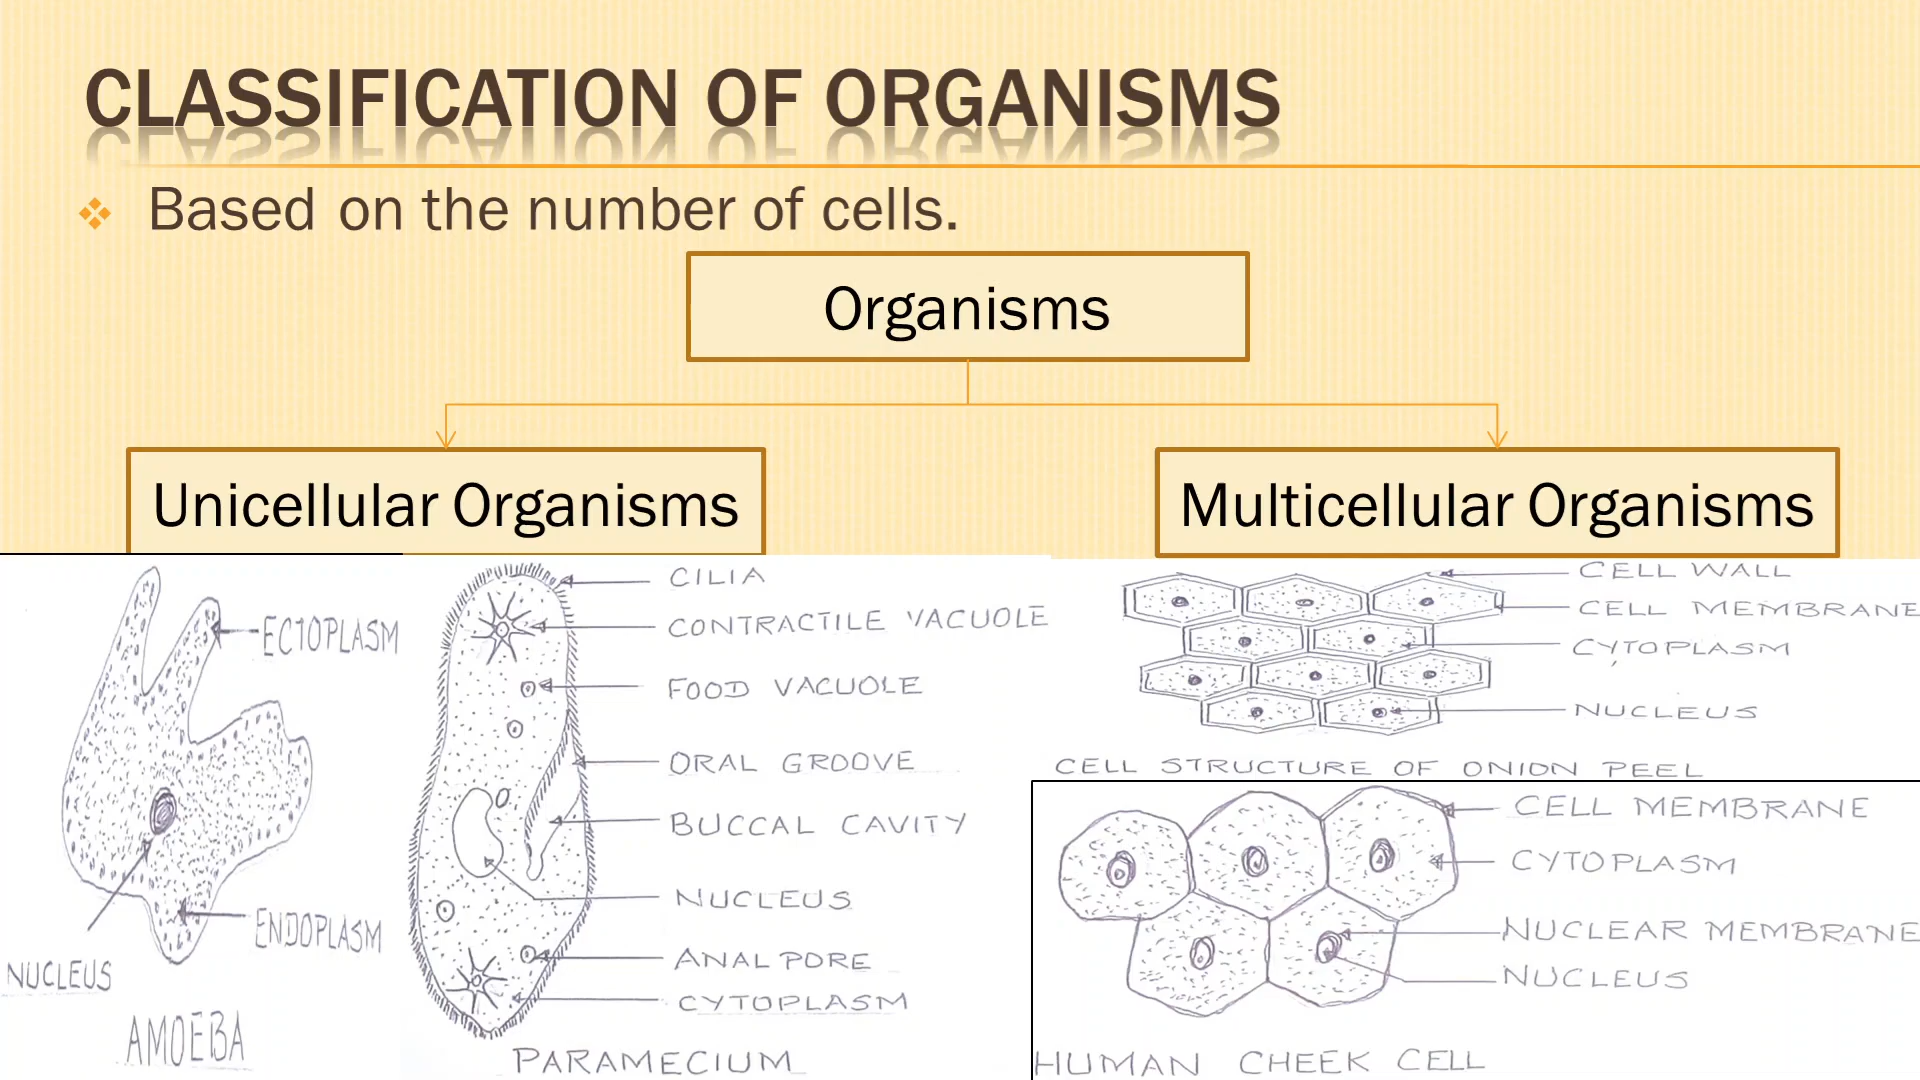 CLASSIFICATION OF ORGANISMS
Based on the number of cells.
Organisms
Unicellular Organisms
Multicellular Organisms
ECTOPLASM
ENDOPLASM
NUCLEUS
AMOEBA
CILIA
CONTRACTILE VACUOLE
FOOD VACUOLE
ORAL GROOVE
BUCCAL CAVITY
NUCLEUS
ANAL PORE
CYTOPLASM
PARAMECIUM
CELL WALL
CELL MEMBRANE
CYTOPLASM
NUCLEUS
CELL STRUCTURE OF ONION PEEL
CELL MEMBRANE
CYTOPLASM
NUCLEAR MEMBRANE
NUCLEUS
HUMAN CHEEK CELL